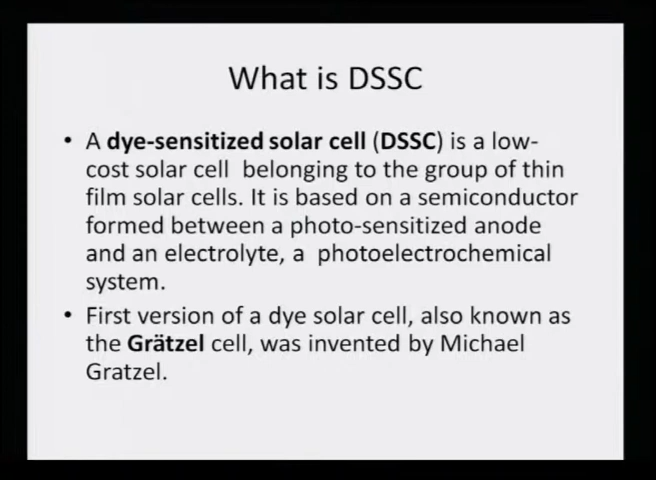 What is DSSC
• A dye-sensitized solar cell (DSSC) is a low-
cost solar cell belonging to the group of thin
film solar cells. It is based on a semiconductor
formed between a photo-sensitized anode
and an electrolyte, a photoelectrochemical
system.
• First version of a dye solar cell, also known as
the Grätzel cell, was invented by Michael
Gratzel.